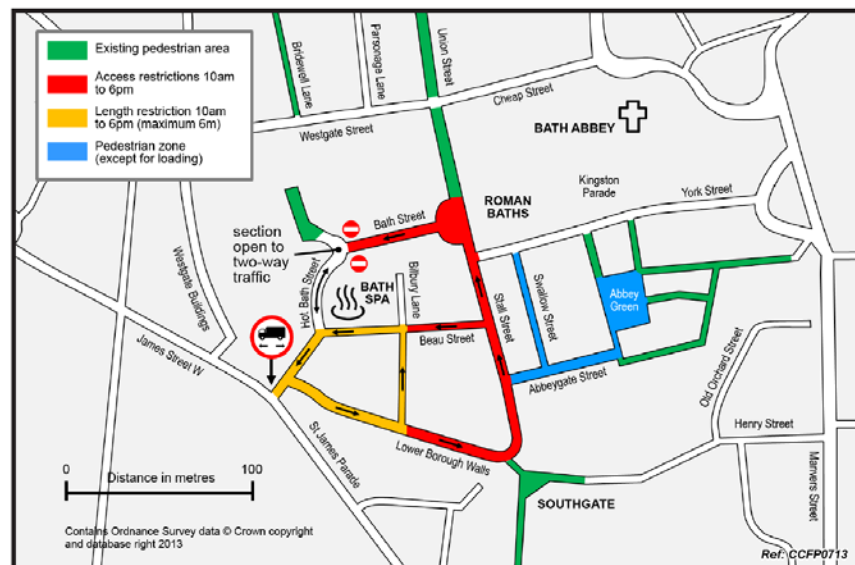 Existing pedestrian area
Access restrictions 10am
to 6pm
Length restriction 10am
to 6pm (maximum 6m)
Pedestrian zone
(except for loading)
Bridewell Lane
Parsonage Lane
Union Street
Cheap Street
Westgate Street
BATH ABBEY
Kingston
Parade
York Street
ROMAN
BATHS
Bath Street
section
open to
two-way
traffic
Westgate Buildings
Hot Bath Street
BATH
SPA
Bilbury Lane
Stall Street
Swallow Street
Abbey
Green
Beau Street
Abbeygate Street
Old Orchard Street
James Street W
St James Parade
Lower Borough Walls
Henry Street
Manvers Street
SOUTHGATE
0 100
Distance in metres
Contains Ordnance Survey data © Crown copyright
and database right 2013
Ref: CCFP0713